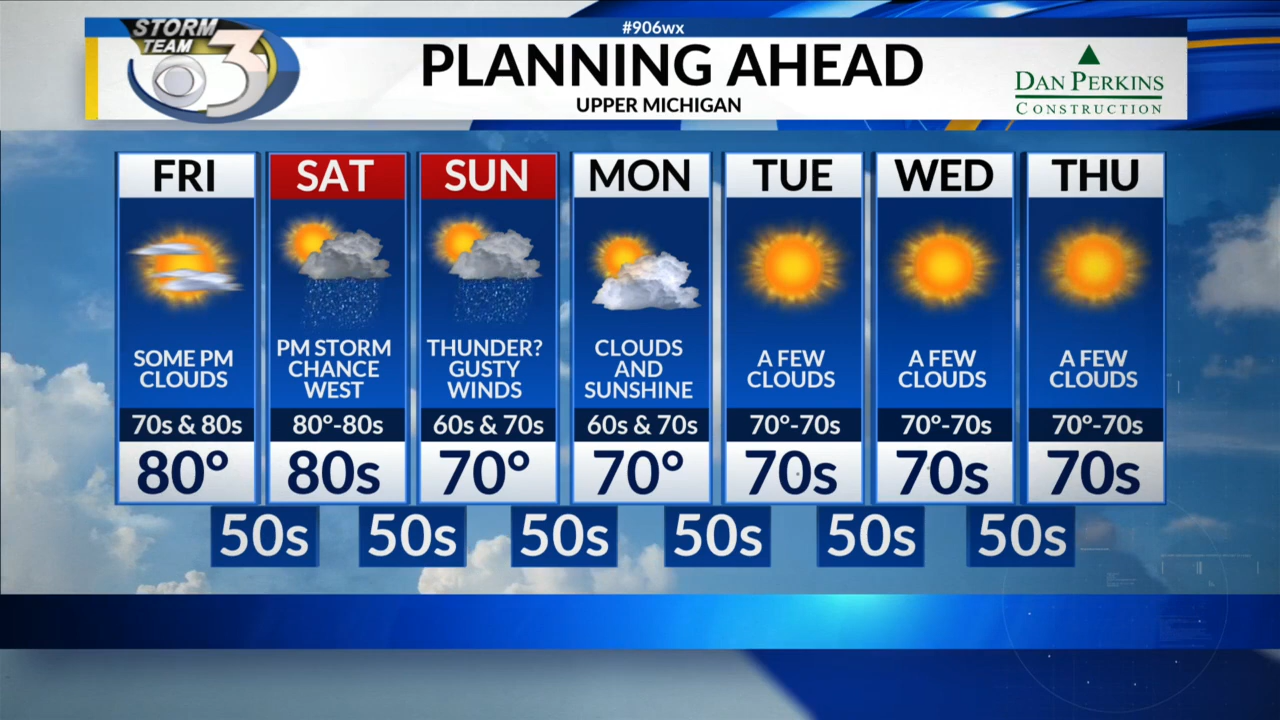 #906wx
STORM
TEAM
3
PLANNING AHEAD
UPPER MICHIGAN
DAN PERKINS
CONSTRUCTION
FRI
SOME PM
CLOUDS
70s & 80s
80°
SAT
PM STORM
CHANCE
WEST
80°-80s
80s
SUN
THUNDER?
GUSTY
WINDS
60s & 70s
70°
MON
CLOUDS
AND
SUNSHINE
60s & 70s
70°
TUE
A FEW
CLOUDS
70°-70s
70s
WED
A FEW
CLOUDS
70°-70s
70s
THU
A FEW
CLOUDS
70°-70s
70s
50s
50s
50s
50s
50s
50s